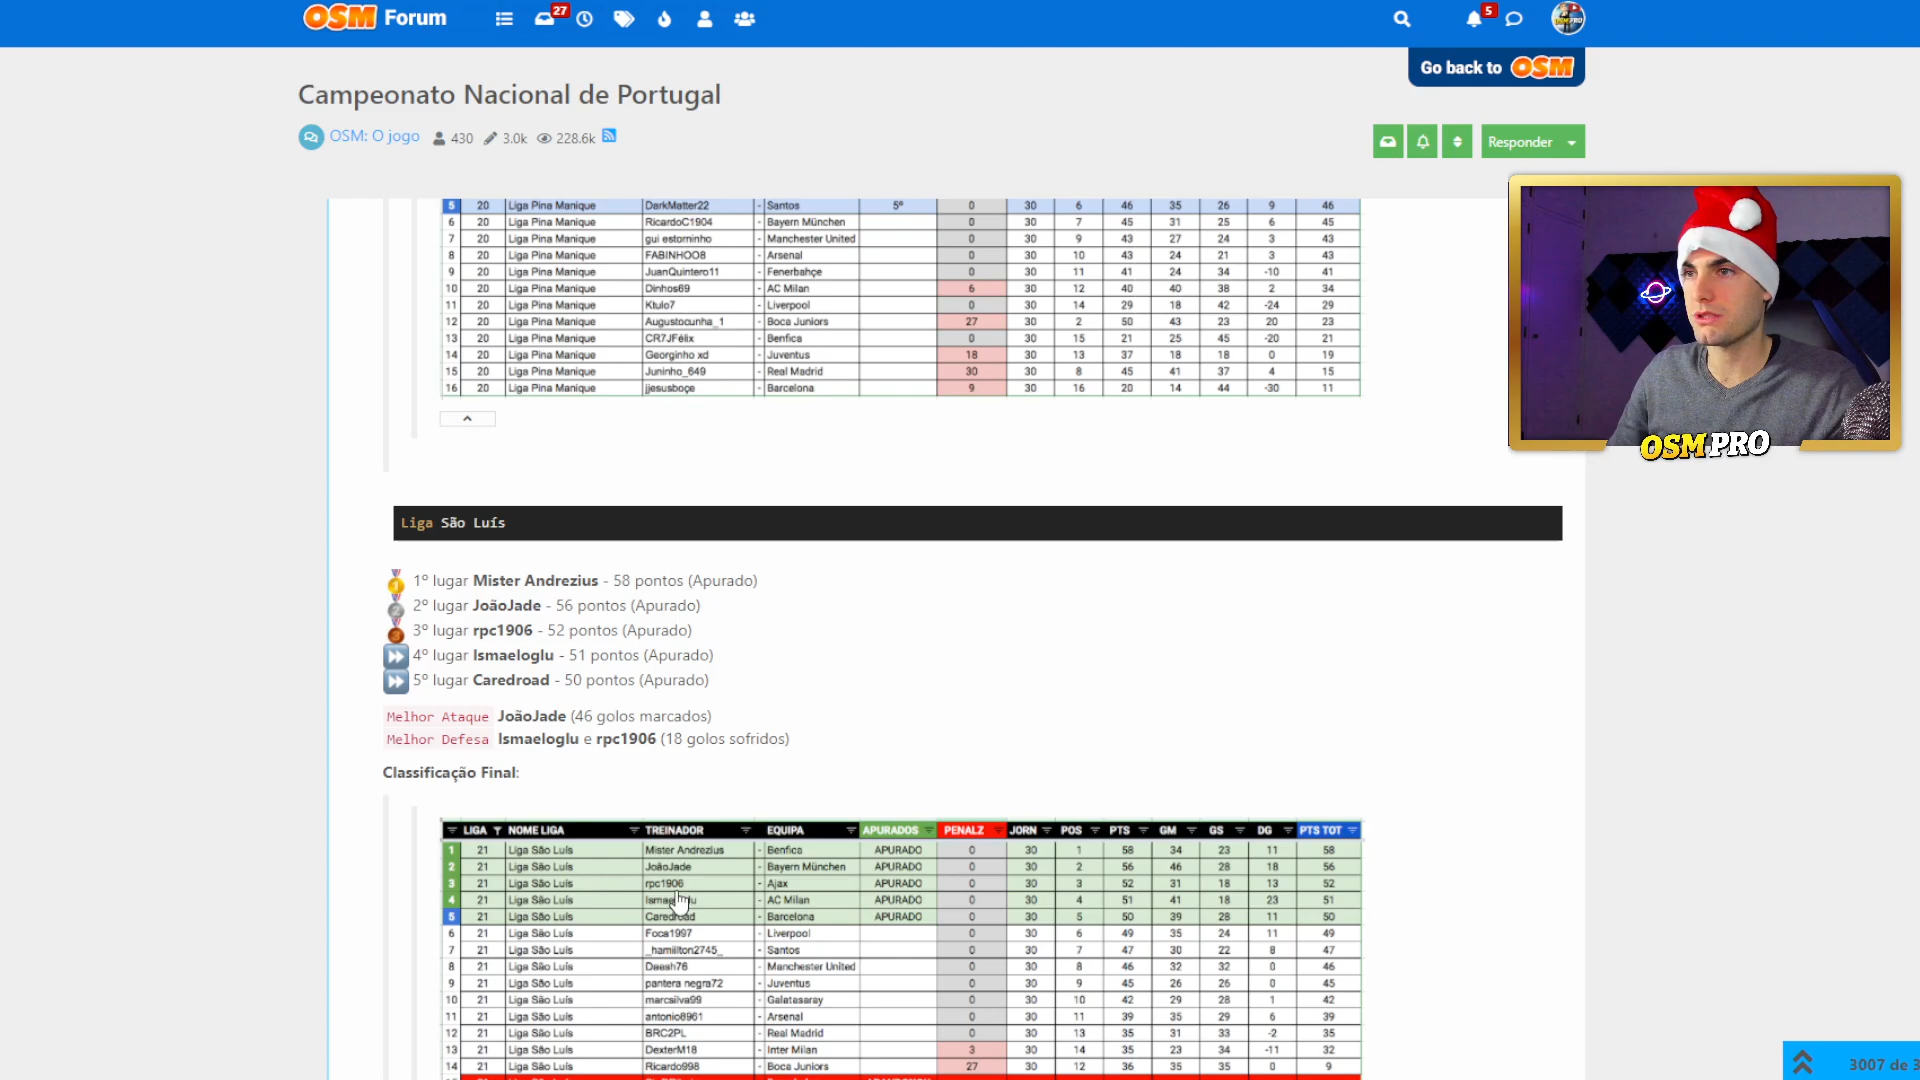 OSM Forum
27
5
Go back to OSM
Campeonato Nacional de Portugal
OSM: O jogo 430 3.0k 228.6k
Responder
5 20 Liga Pina Manique DarkMatter22 - Santos 5º 0 30 6 46 35 26 9 46
6 20 Liga Pina Manique RicardoC1904 - Bayern München 0 30 7 45 31 25 6 45
7 20 Liga Pina Manique gui estorninho - Manchester United 0 30 9 43 27 24 3 43
8 20 Liga Pina Manique FABINHOO8 - Arsenal 0 30 10 43 24 21 3 43
9 20 Liga Pina Manique JuanQuintero11 - Fenerbahçe 0 30 11 41 24 34 -10 41
10 20 Liga Pina Manique Dinhos69 - AC Milan 6 30 12 40 40 38 2 34
11 20 Liga Pina Manique Ktulo7 - Liverpool 0 30 14 29 18 42 -24 29
12 20 Liga Pina Manique Augustocunha_1 - Boca Juniors 27 30 2 50 43 23 20 23
13 20 Liga Pina Manique CR7JFélix - Benfica 0 30 15 21 25 45 -20 21
14 20 Liga Pina Manique Georginho xd - Juventus 18 30 13 37 18 18 0 19
15 20 Liga Pina Manique Juninho_649 - Real Madrid 30 30 8 45 41 37 4 15
16 20 Liga Pina Manique jjesusboçe - Barcelona 9 30 16 20 14 44 -30 11
OSM PRO
Liga São Luís
1º lugar Mister Andrezius - 58 pontos (Apurado)
2º lugar JoãoJade - 56 pontos (Apurado)
3º lugar rpc1906 - 52 pontos (Apurado)
4º lugar Ismaeloglu - 51 pontos (Apurado)
5º lugar Caredroad - 50 pontos (Apurado)
Melhor Ataque JoãoJade (46 golos marcados)
Melhor Defesa Ismaeloglu e rpc1906 (18 golos sofridos)
Classificação Final:
LIGA NOME LIGA TREINADOR EQUIPA APURADOS PENALZ JORN POS PTS GM GS DG PTS TOT
1 21 Liga São Luís Mister Andrezius - Benfica APURADO 0 30 1 58 34 23 11 58
2 21 Liga São Luís JoãoJade - Bayern München APURADO 0 30 2 56 46 28 18 56
3 21 Liga São Luís rpc1906 - Ajax APURADO 0 30 3 52 31 18 13 52
4 21 Liga São Luís - AC Milan APURADO 0 30 4 51 41 18 23 51
5 21 Liga São Luís Caredroad - Barcelona APURADO 0 30 5 50 39 28 11 50
6 21 Liga São Luís Foca1997 - Liverpool 0 30 6 49 35 24 11 49
7 21 Liga São Luís _hamilton2745_ - Santos 0 30 7 47 30 22 8 47
8 21 Liga São Luís Deesh76 - Manchester United 0 30 8 46 32 32 0 46
9 21 Liga São Luís pantera negra72 - Juventus 0 30 9 45 26 26 0 45
10 21 Liga São Luís marcsilva99 - Galatasaray 0 30 10 42 29 28 1 42
11 21 Liga São Luís antonio8961 - Arsenal 0 30 11 39 35 29 6 39
12 21 Liga São Luís BRC2PL - Real Madrid 0 30 13 35 31 33 -2 35
13 21 Liga São Luís DexterM18 - Inter Milan 3 30 14 35 23 34 -11 32
14 21 Liga São Luís Ricardo998 - Boca Juniors 27 30 12 36 35 35 0 9
3007 de 3